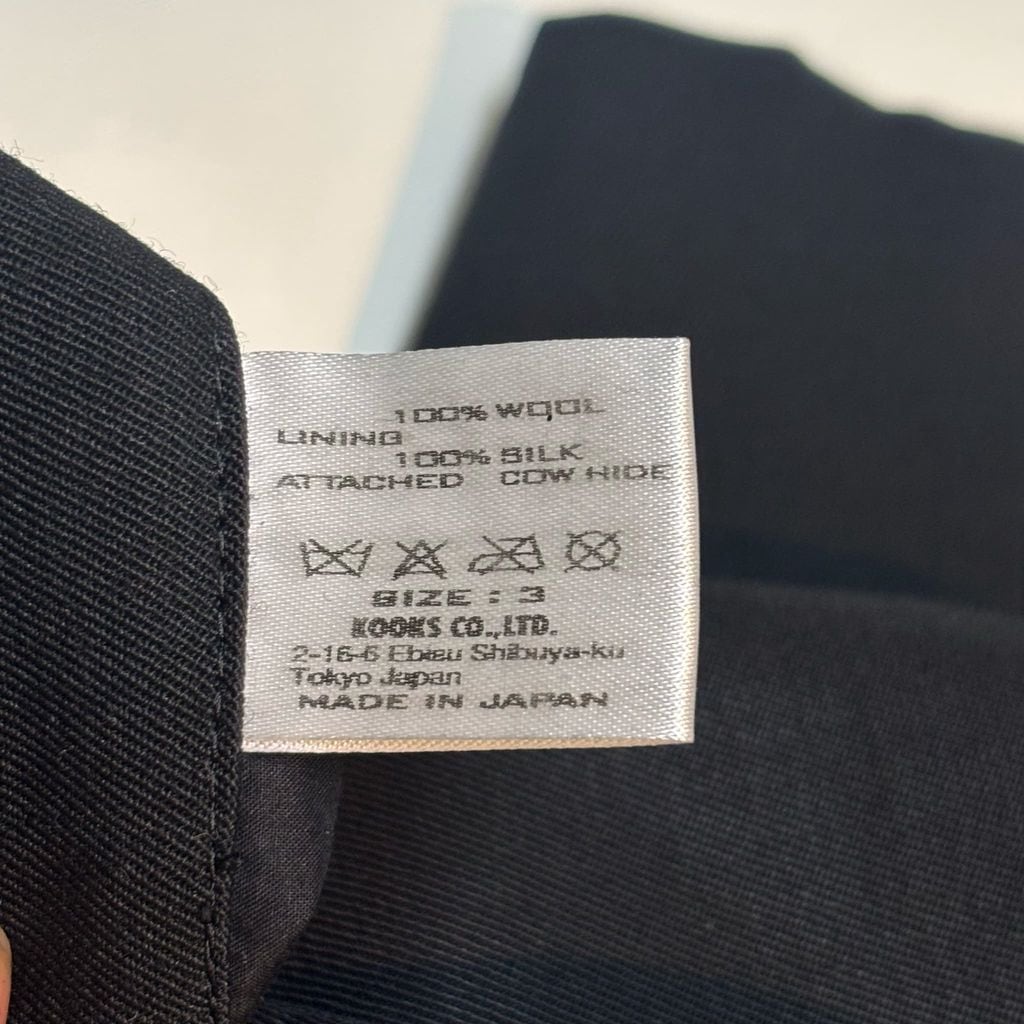 100% WOOL
LINING
100% SILK
ATTACHED COW HIDE
SIZE : 3
KOOKS CO.,LTD.
2-16-6 Ebisu Shibuya-ku
Tokyo Japan
MADE IN JAPAN